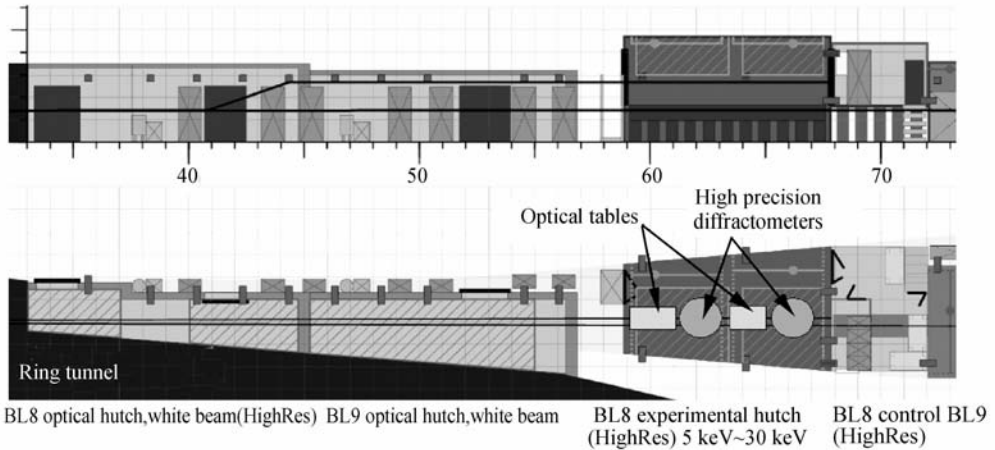 40
50
60
70
High precision
diffractometers
Optical tables
Ring tunnel
BL8 optical hutch,white beam(HighRes)
BL9 optical hutch,white beam
BL8 experimental hutch
(HighRes) 5 keV~30 keV
BL8 control BL9
(HighRes)